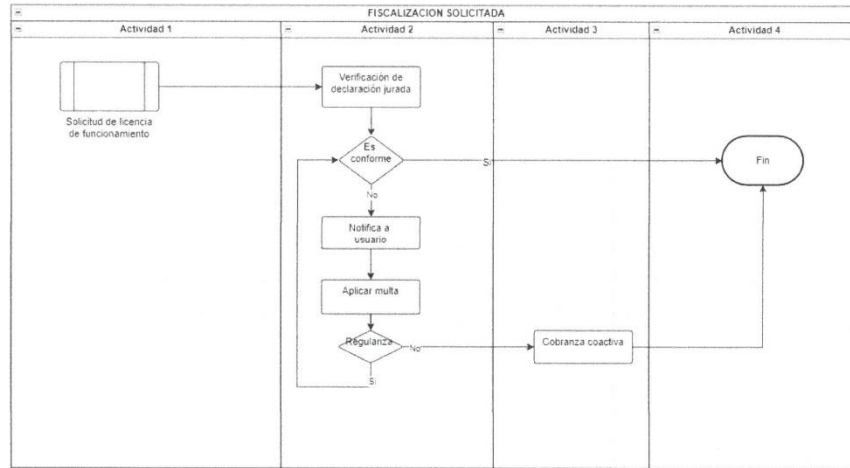 FISCALIZACION SOLICITADA
Actividad 1
Actividad 2
Actividad 3
Actividad 4
Solicitud de licencia
de funcionamiento
Verificación de
declaración jurada
Es
conforme
Si
No
Notifica a
usuario
Aplicar multa
Regulariza
No
Si
Cobranza coactiva
Fin